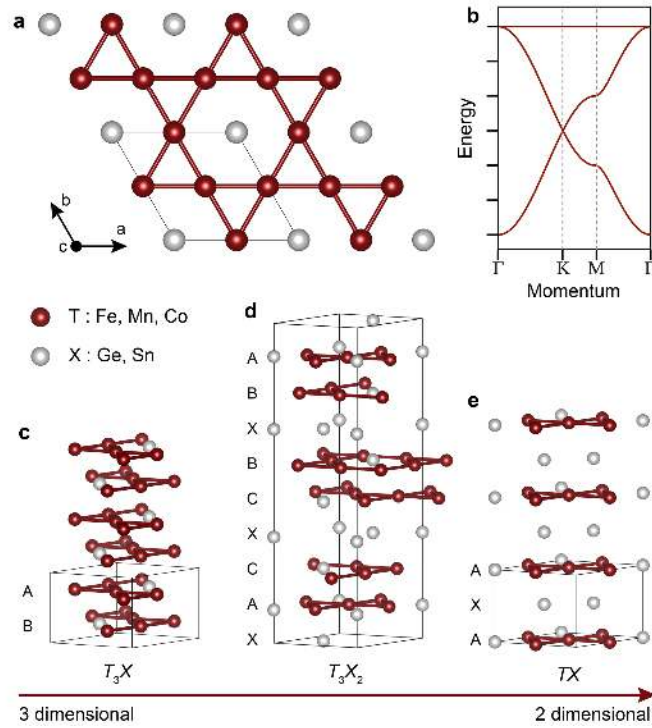 a
b
a
b
c
Energy
Γ
K
M
Γ
Momentum
T : Fe, Mn, Co
X : Ge, Sn
c
A
B
T₃X
d
A
B
X
B
C
X
C
A
X
T₃X₂
e
A
X
A
TX
3 dimensional
2 dimensional